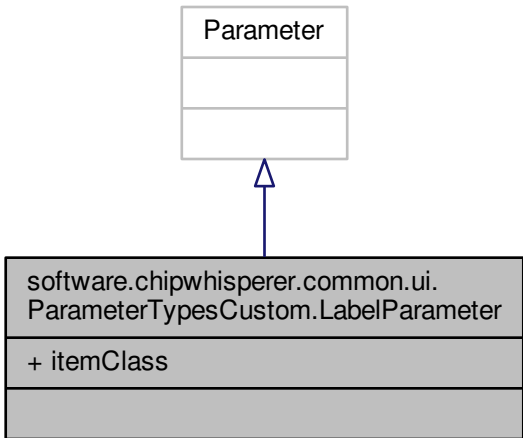 Parameter
software.chipwhisperer.common.ui.
ParameterTypesCustom.LabelParameter
+ itemClass